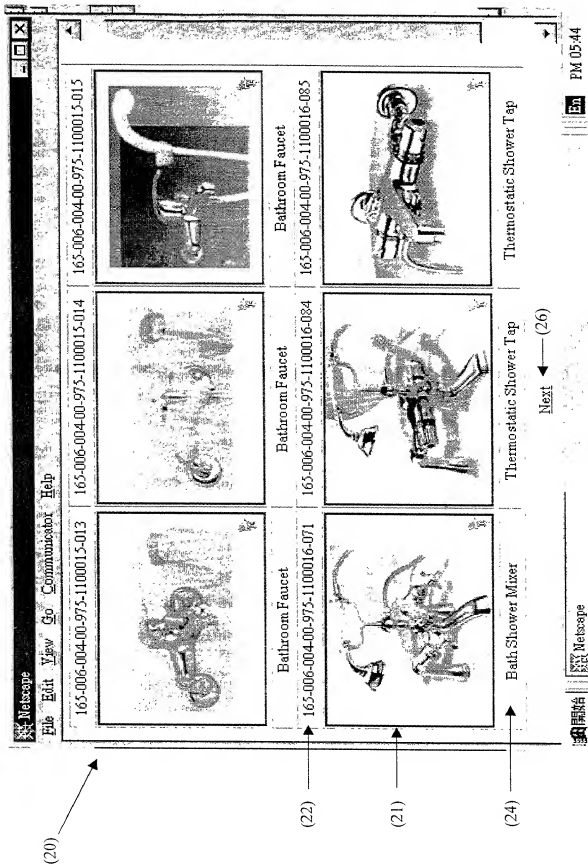 (20)
Netscape
File Edit View Go Communicator Help
165-006-004-00-975-1100015-013 165-006-004-00-975-1100015-014 165-006-004-00-975-1100015-015
Bathroom Faucet Bathroom Faucet Bathroom Faucet
(22) 165-006-004-00-975-1100016-071 165-006-004-00-975-1100016-084 165-006-004-00-975-1100016-085
(21)
(24) Bath Shower Mixer Thermostatic Shower Tap Thermostatic Shower Tap
Next (26)
開始 Netscape En PM 05:44